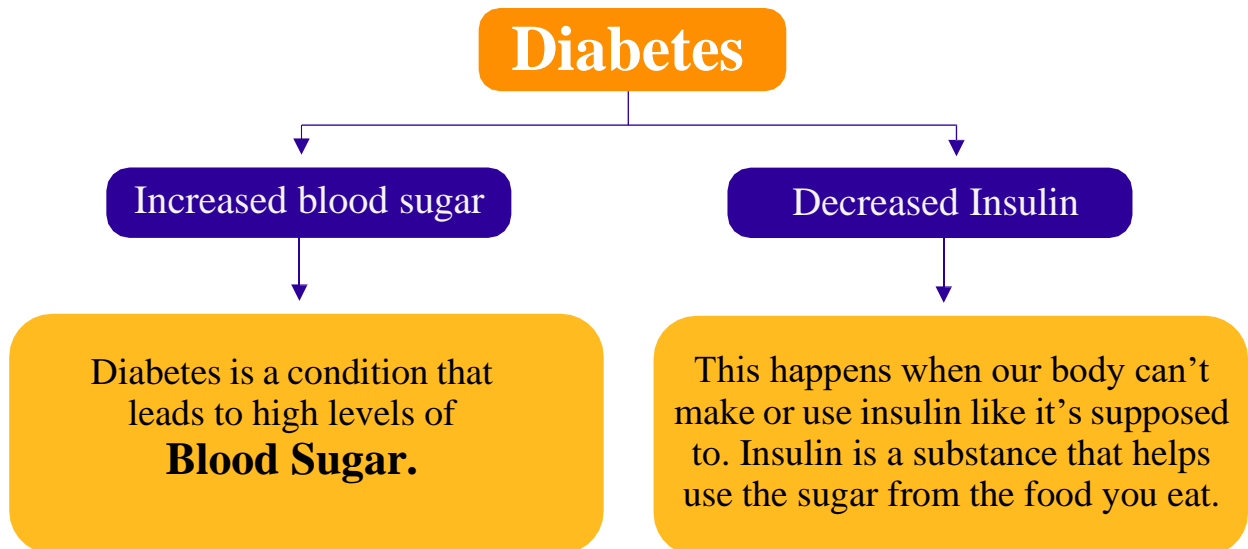 Diabetes
Increased blood sugar
Decreased Insulin
Diabetes is a condition that
leads to high levels of
Blood Sugar.
This happens when our body can’t
make or use insulin like it’s supposed
to. Insulin is a substance that helps
use the sugar from the food you eat.